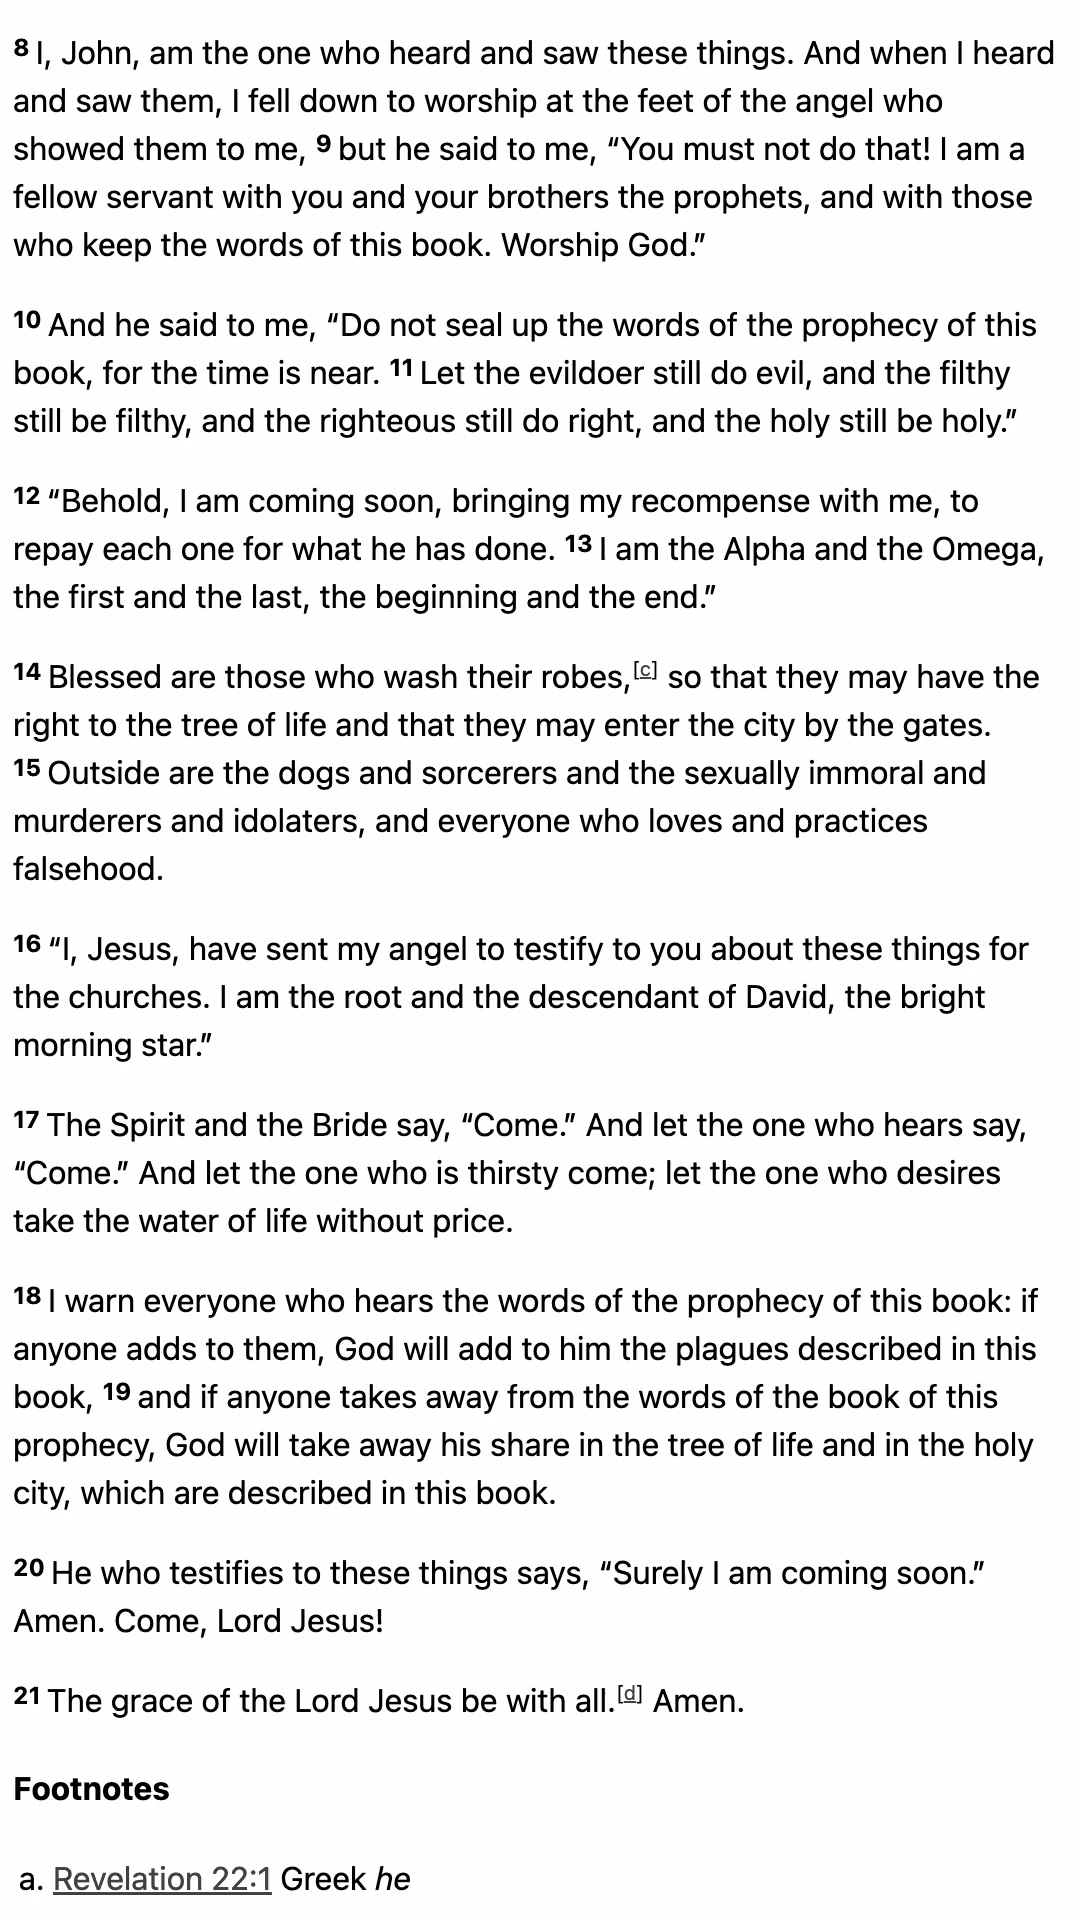 8 I, John, am the one who heard and saw these things. And when I heard
and saw them, I fell down to worship at the feet of the angel who
showed them to me, 9 but he said to me, “You must not do that! I am a
fellow servant with you and your brothers the prophets, and with those
who keep the words of this book. Worship God.”
10 And he said to me, “Do not seal up the words of the prophecy of this
book, for the time is near. 11 Let the evildoer still do evil, and the filthy
still be filthy, and the righteous still do right, and the holy still be holy.”
12 “Behold, I am coming soon, bringing my recompense with me, to
repay each one for what he has done. 13 I am the Alpha and the Omega,
the first and the last, the beginning and the end.”
14 Blessed are those who wash their robes,[c] so that they may have the
right to the tree of life and that they may enter the city by the gates.
15 Outside are the dogs and sorcerers and the sexually immoral and
murderers and idolaters, and everyone who loves and practices
falsehood.
16 “I, Jesus, have sent my angel to testify to you about these things for
the churches. I am the root and the descendant of David, the bright
morning star.”
17 The Spirit and the Bride say, “Come.” And let the one who hears say,
“Come.” And let the one who is thirsty come; let the one who desires
take the water of life without price.
18 I warn everyone who hears the words of the prophecy of this book: if
anyone adds to them, God will add to him the plagues described in this
book, 19 and if anyone takes away from the words of the book of this
prophecy, God will take away his share in the tree of life and in the holy
city, which are described in this book.
20 He who testifies to these things says, “Surely I am coming soon.”
Amen. Come, Lord Jesus!
21 The grace of the Lord Jesus be with all.[d] Amen.
Footnotes
a. Revelation 22:1 Greek he